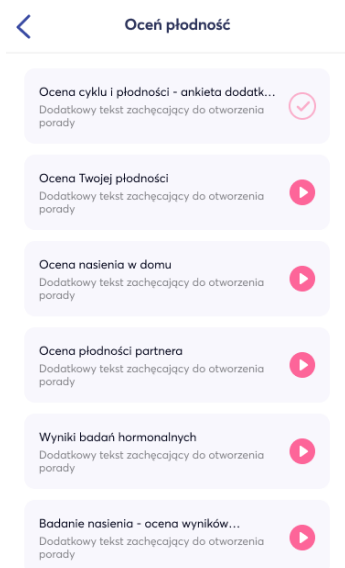 Oceń płodność
Ocena cyklu i płodności - ankieta dodatk...
Dodatkowy tekst zachęcający do otworzenia
porady
Ocena Twojej płodności
Dodatkowy tekst zachęcający do otworzenia
porady
Ocena nasienia w domu
Dodatkowy tekst zachęcający do otworzenia
porady
Ocena płodności partnera
Dodatkowy tekst zachęcający do otworzenia
porady
Wyniki badań hormonalnych
Dodatkowy tekst zachęcający do otworzenia
porady
Badanie nasienia - ocena wyników...
Dodatkowy tekst zachęcający do otworzenia
porady